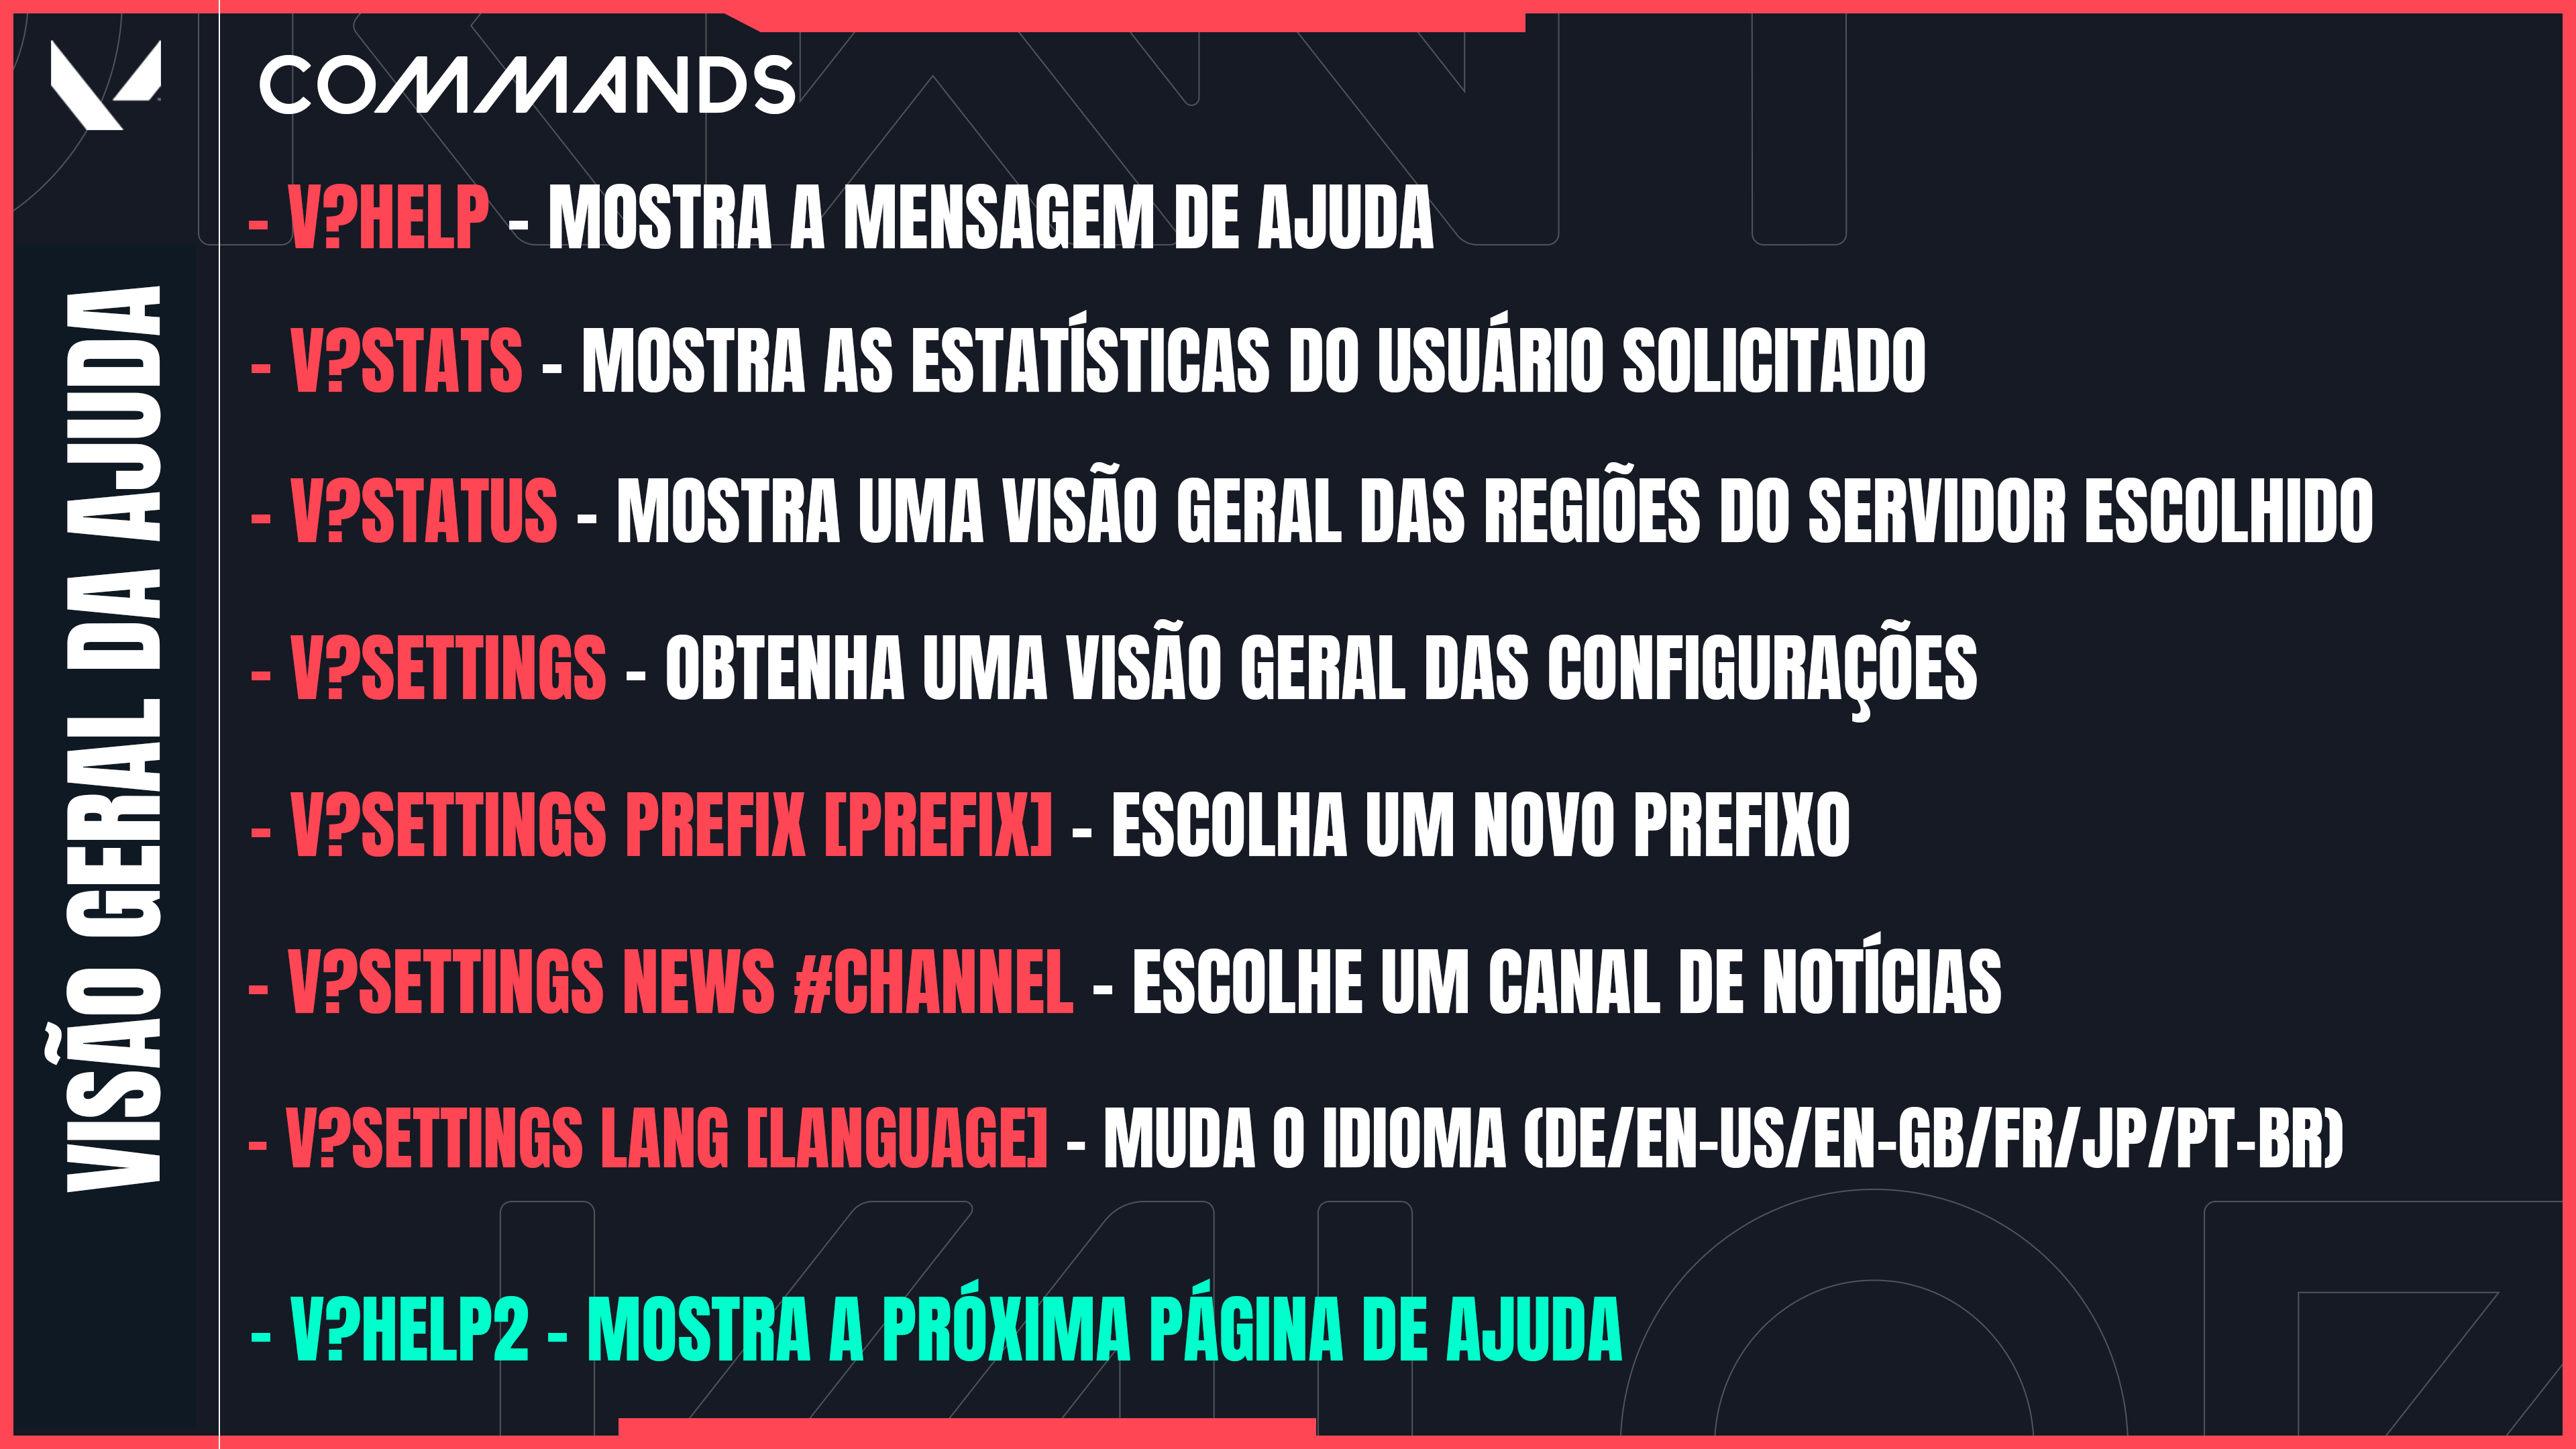 COMMANDS
- V?HELP - MOSTRA A MENSAGEM DE AJUDA
- V?STATS - MOSTRA AS ESTATÍSTICAS DO USUÁRIO SOLICITADO
- V?STATUS - MOSTRA UMA VISÃO GERAL DAS REGIÕES DO SERVIDOR ESCOLHIDO
- V?SETTINGS - OBTENHA UMA VISÃO GERAL DAS CONFIGURAÇÕES
- V?SETTINGS PREFIX [PREFIX] - ESCOLHA UM NOVO PREFIXO
- V?SETTINGS NEWS #CHANNEL - ESCOLHE UM CANAL DE NOTÍCIAS
- V?SETTINGS LANG [LANGUAGE] - MUDA O IDIOMA (DE/EN-US/EN-GB/FR/JP/PT-BR)
- V?HELP2 - MOSTRA A PRÓXIMA PÁGINA DE AJUDA
VISÃO GERAL DA AJUDA